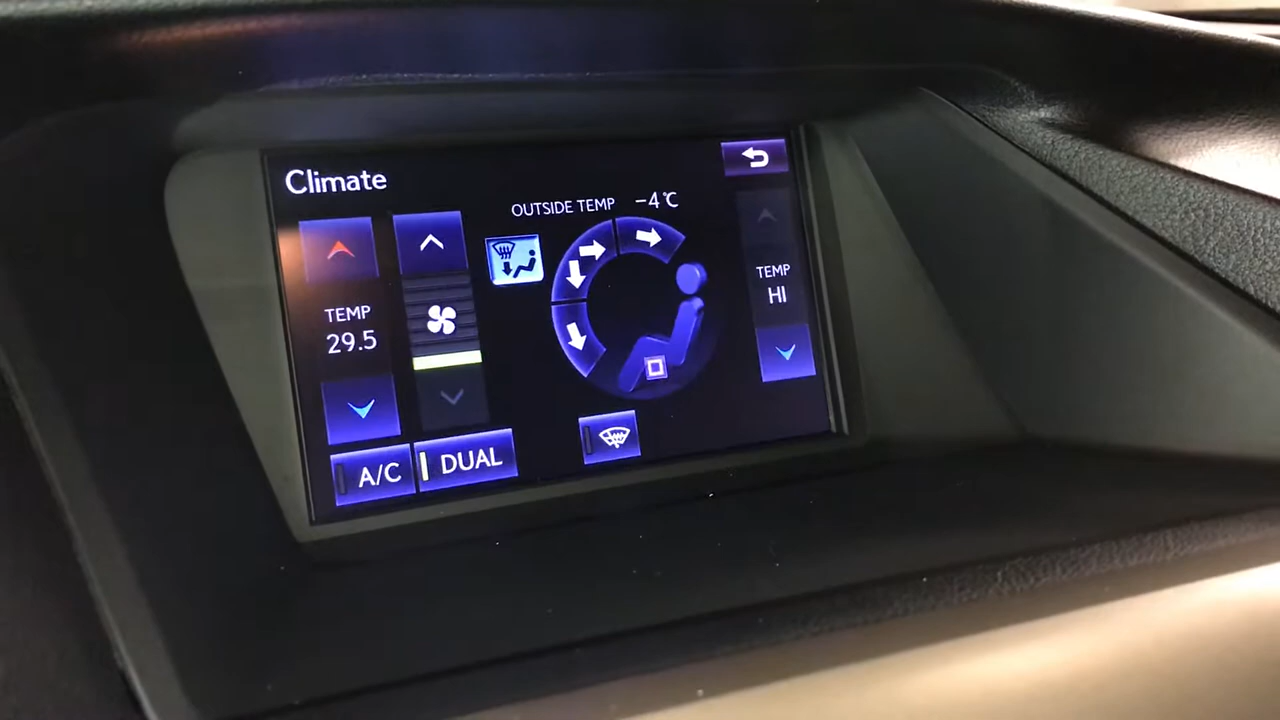 Climate
OUTSIDE TEMP -4℃
TEMP
29.5
TEMP
HI
A/C
DUAL